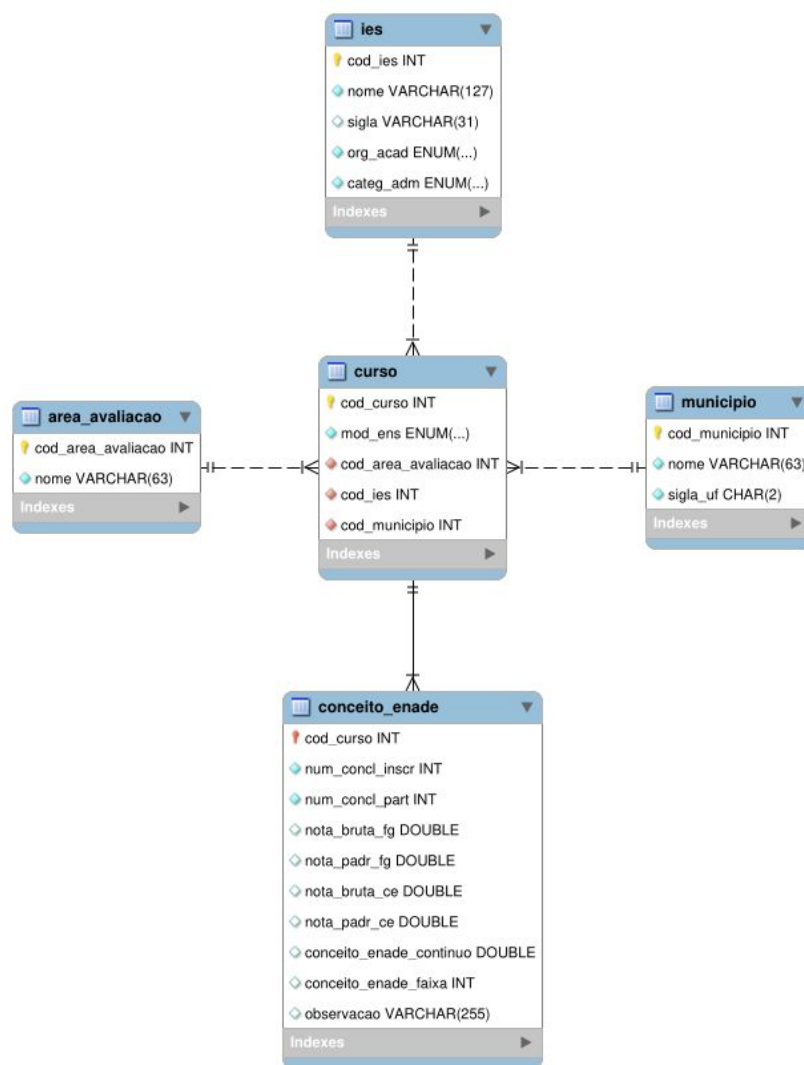 ies
cod_ies INT
nome VARCHAR(127)
sigla VARCHAR(31)
org_acad ENUM(...)
categ_adm ENUM(...)
Indexes
area_avaliacao
cod_area_avaliacao INT
nome VARCHAR(63)
Indexes
curso
cod_curso INT
mod_ens ENUM(...)
cod_area_avaliacao INT
cod_ies INT
cod_municipio INT
Indexes
municipio
cod_municipio INT
nome VARCHAR(63)
sigla_uf CHAR(2)
Indexes
conceito_enade
cod_curso INT
num_concl_inscr INT
num_concl_part INT
nota_bruta_fg DOUBLE
nota_padr_fg DOUBLE
nota_bruta_ce DOUBLE
nota_padr_ce DOUBLE
conceito_enade_continuo DOUBLE
conceito_enade_faixa INT
observacao VARCHAR(255)
Indexes